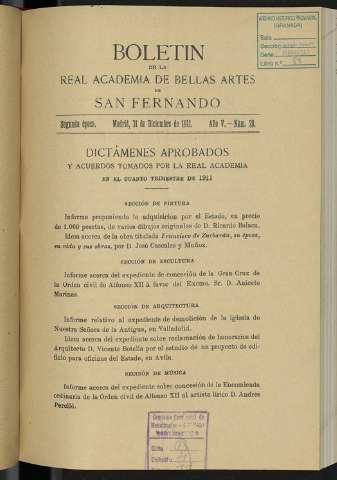 BOLETIN
DE LA
REAL ACADEMIA DE BELLAS ARTES
DE
SAN FERNANDO
Segunda época. Madrid, 31 de Diciembre de 1911. Año V.—Núm. 20.
DICTÁMENES APROBADOS
Y ACUERDOS TOMADOS POR LA REAL ACADEMIA
EN EL CUARTO TRIMESTRE DE 1911
SECCIÓN DE PINTURA
Informe proponiendo la adquisición por el Estado, en precio
de 1.000 pesetas, de varios dibujos originales de D. Ricardo Balaca.
Idem acerca de la obra titulada Francisco de Zurbarán, su época,
su vida y sus obras, por D. José Cascales y Muñoz.
SECCIÓN DE ESCULTURA
Informe acerca del expediente de concesión de la Gran Cruz de
la Orden civil de Alfonso XII á favor del Excmo. Sr. D. Aniceto
Marinas.
SECCIÓN DE ARQUITECTURA
Informe relativo al expediente de demolición de la iglesia de
Nuestra Señora de la Antigua, en Valladolid.
Idem acerca del expediente sobre reclamación de honorarios del
Arquitecto D. Vicente Botella por el estudio de un proyecto de edi-
ficio para oficinas del Estado, en Avila.
SECCIÓN DE MÚSICA
Informe acerca del expediente sobre concesión de la Encomienda
ordinaria de la Orden civil de Alfonso XII al artista lírico D. Andrés
Perelló.
ARCHIVO HISTORICO PROVINCIAL
(GRANADA)
Sala
Sección
Serie
Libro n.º